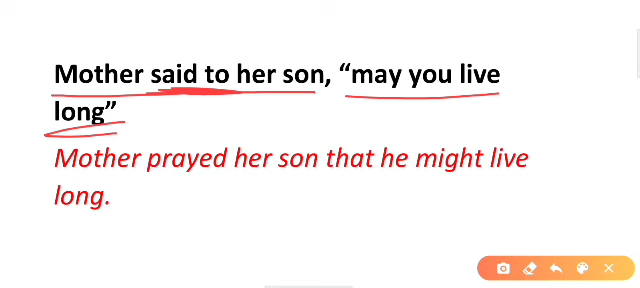 Mother said to her son, “may you live
long”
Mother prayed her son that he might live
long.